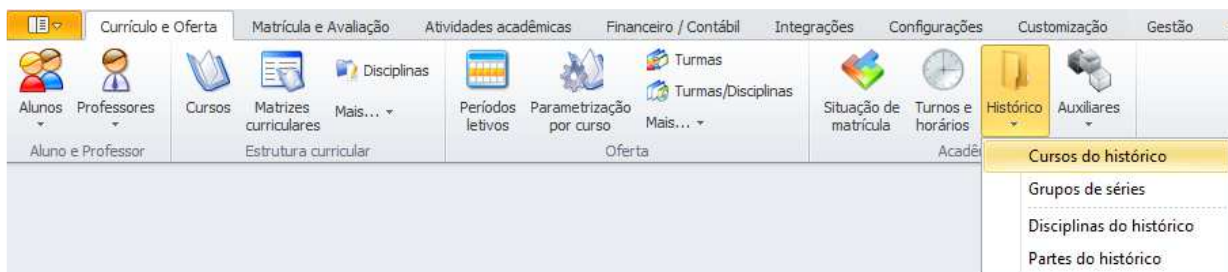 Currículo e Oferta Matrícula e Avaliação Atividades acadêmicas Financeiro / Contábil Integrações Configurações Customização Gestão
Alunos
Professores
Cursos
Matrizes
curriculares
Disciplinas
Mais...
Períodos
letivos
Parametrização
por curso
Turmas
Turmas/Disciplinas
Mais...
Situação de
matrícula
Turnos e
horários
Histórico
Auxiliares
Aluno e Professor Estrutura curricular Oferta Acadê
Cursos do histórico
Grupos de séries
Disciplinas do histórico
Partes do histórico